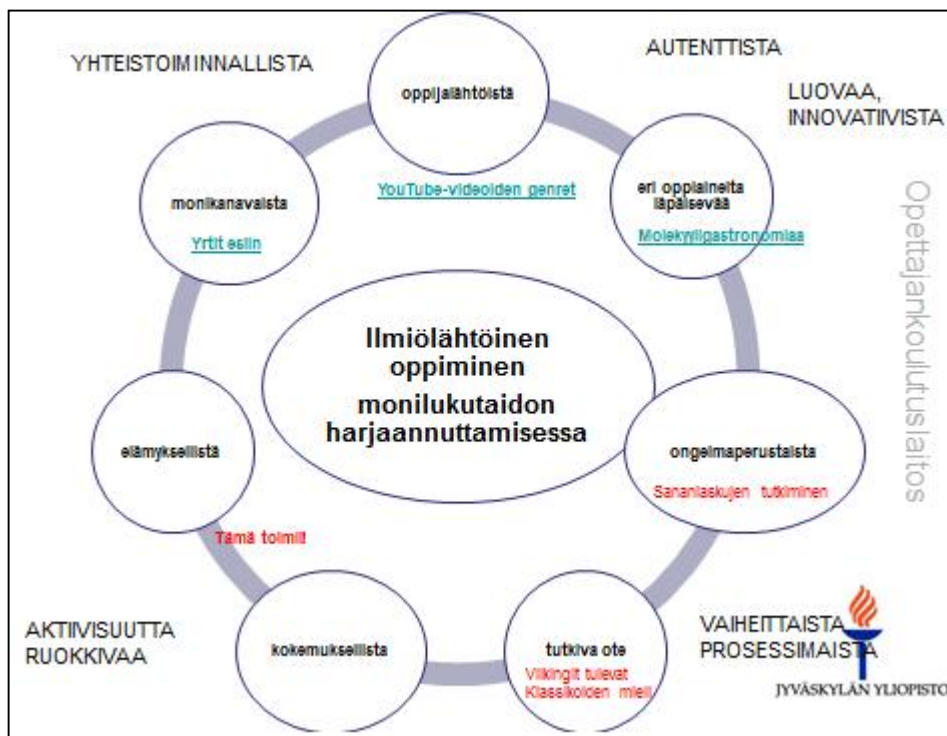 YHTEISTOIMINNALLISTA
AUTENTTISTA
LUOVAA,
INNOVATIIVISTA
oppijalähtöistä
YouTube-videoiden genret
monikanavaista
Yrtit esiin
eri oppiaineita
läpäisevää
Molekyyligastronomiaa
Opettajankoulutuslaitos
Ilmiölähtöinen
oppiminen
monilukutaidon
harjaannuttamisessa
elämyksellistä
Tämä toimii!
ongelmaperustaista
Sananlaskujen tutkiminen
AKTIIVISUUTTA
RUOKKIVAA
kokemuksellista
tutkiva ote
Viikingit tulevat
Klassikoiden
VAIHEITTAISTA
PROSESSIMAISTA
JYVÄSKYLÄN YLIOPISTO